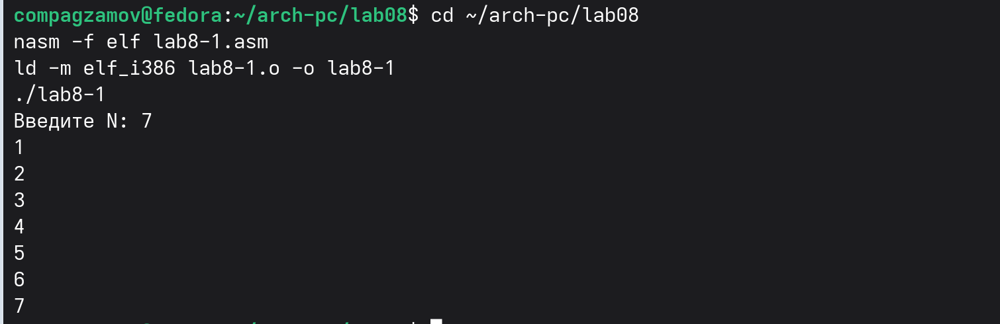 compagzamov@fedora:~/arch-pc/lab08$ cd ~/arch-pc/lab08
nasm -f elf lab8-1.asm
ld -m elf_i386 lab8-1.o -o lab8-1
./lab8-1
Введите N: 7
1
2
3
4
5
6
7